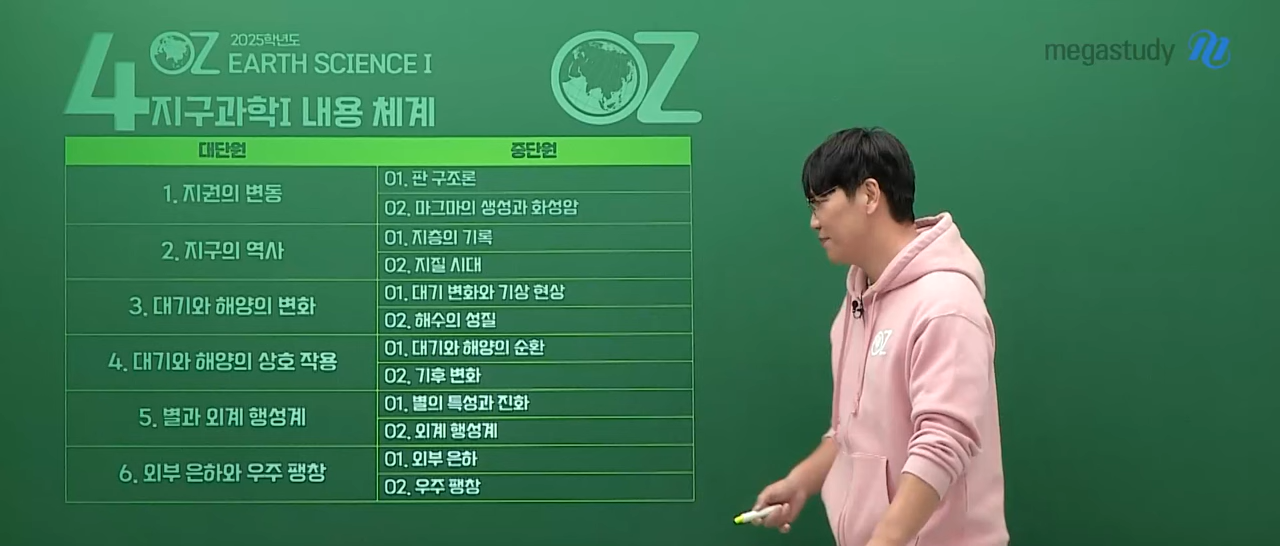 4
OZ
2025학년도
EARTH SCIENCE I
지구과학I 내용 체계
OZ
megastudy
대단원 중단원
1. 지권의 변동
01. 판 구조론
02. 마그마의 생성과 화성암
2. 지구의 역사
01. 지층의 기록
02. 지질 시대
3. 대기와 해양의 변화
01. 대기 변화와 기상 현상
02. 해수의 성질
4. 대기와 해양의 상호 작용
01. 대기와 해양의 순환
02. 기후 변화
5. 별과 외계 행성계
01. 별의 특성과 진화
02. 외계 행성계
6. 외부 은하와 우주 팽창
01. 외부 은하
02. 우주 팽창
OZ